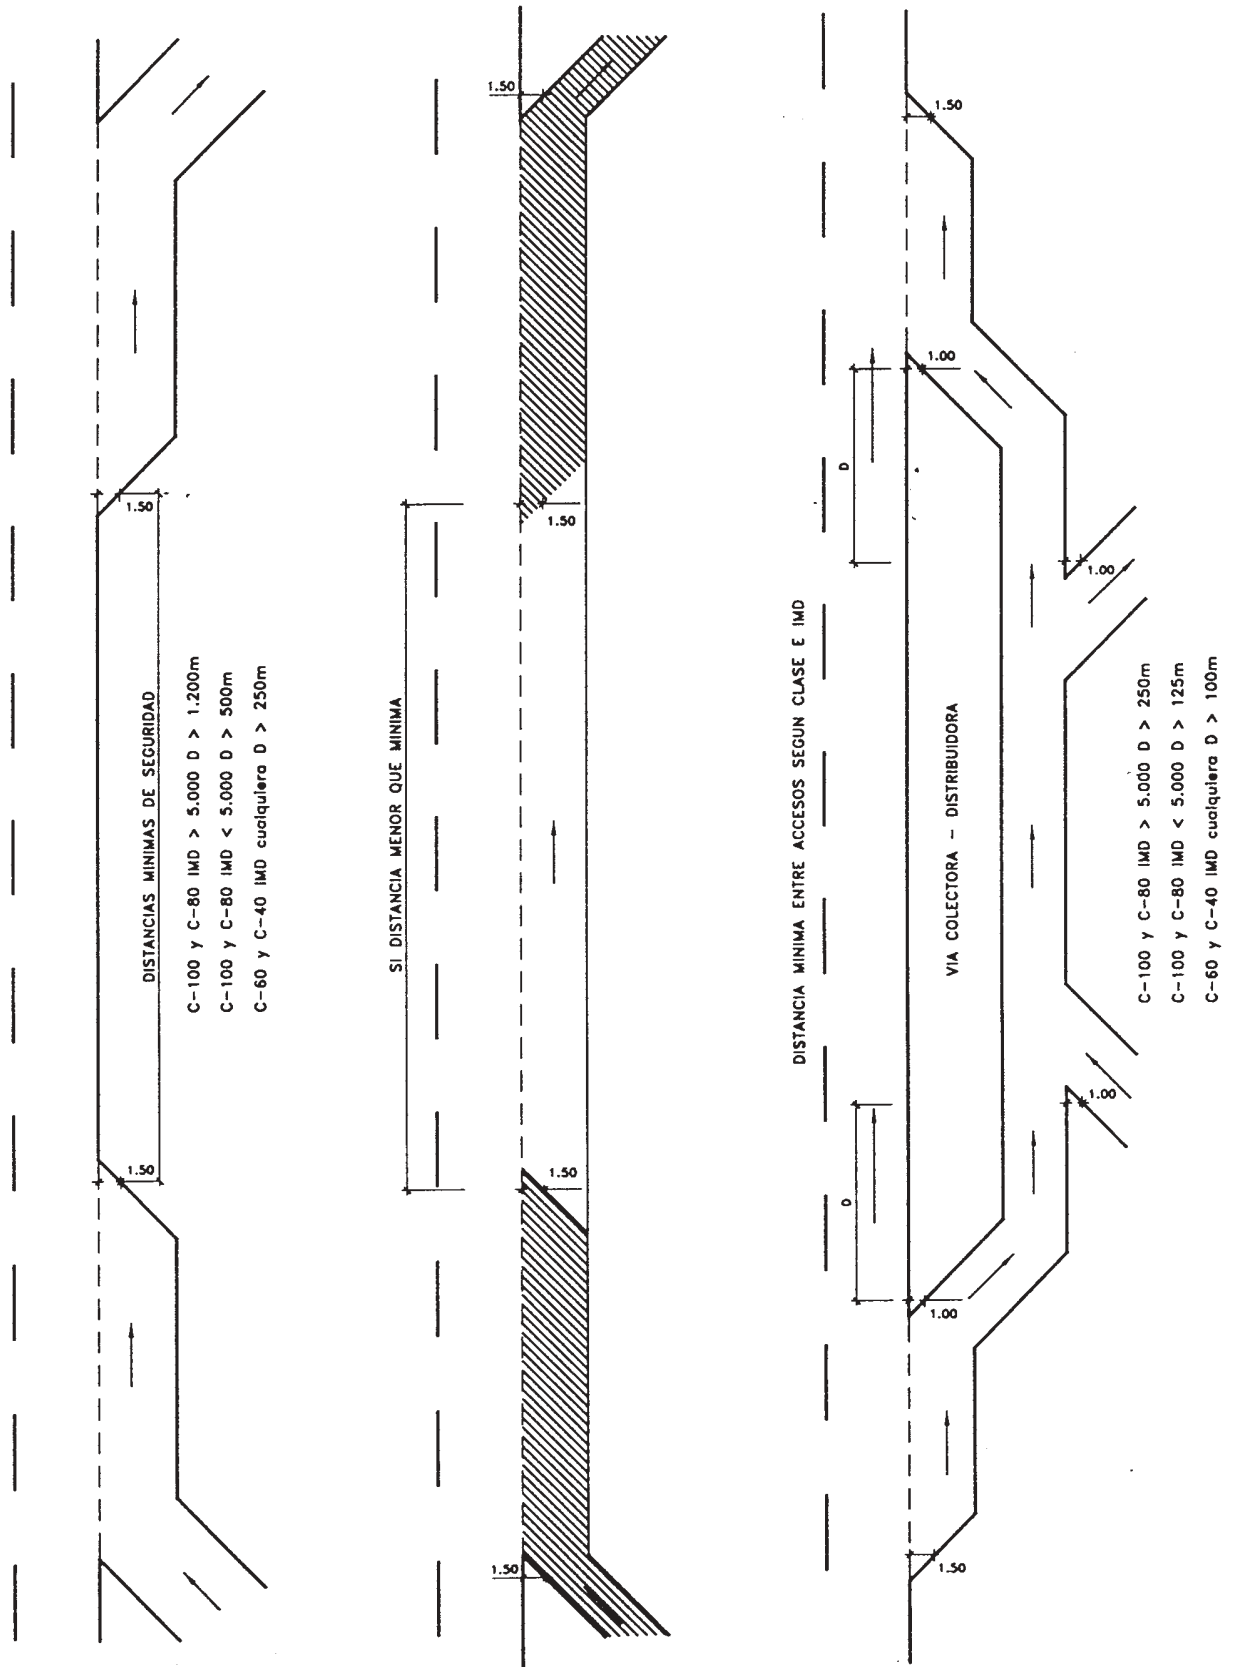 1.50
1.50
DISTANCIAS MINIMAS DE SEGURIDAD
C-100 y C-80 IMD > 5.000 D > 1.200m
C-100 y C-80 IMD < 5.000 D > 500m
C-60 y C-40 IMD cualquiera D > 250m
1.50
1.50
1.50
1.50
SI DISTANCIA MENOR QUE MINIMA
DISTANCIA MINIMA ENTRE ACCESOS SEGUN CLASE E IMD
1.50
1.00
D
1.00
VIA COLECTORA - DISTRIBUIDORA
1.00
D
1.00
1.50
C-100 y C-80 IMD > 5.000 D > 250m
C-100 y C-80 IMD < 5.000 D > 125m
C-60 y C-40 IMD cualquiera D > 100m